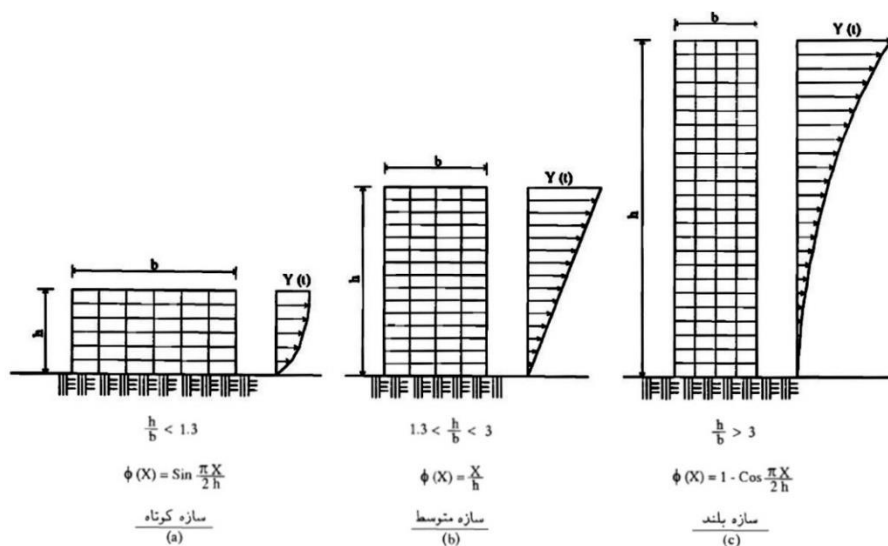 b
Y (t)
h
h/b < 1.3
ϕ (X) = Sin πX/2h
سازه کوتاه
(a)
b
Y (t)
h
1.3 < h/b < 3
ϕ (X) = X/h
سازه متوسط
(b)
b
Y (t)
h
h/b > 3
ϕ (X) = 1 - Cos πX/2h
سازه بلند
(c)